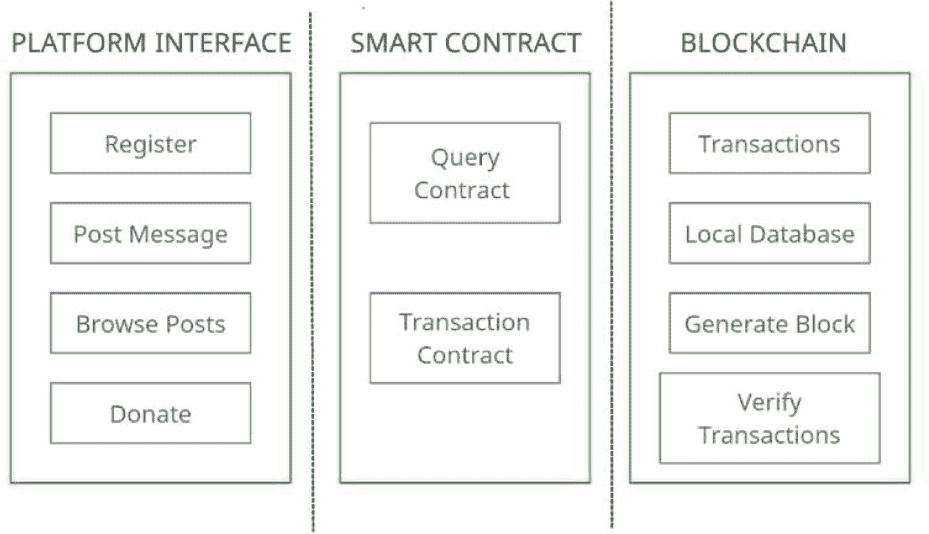 PLATFORM INTERFACE
Register
Post Message
Browse Posts
Donate
SMART CONTRACT
Query
Contract
Transaction
Contract
BLOCKCHAIN
Transactions
Local Database
Generate Block
Verify
Transactions